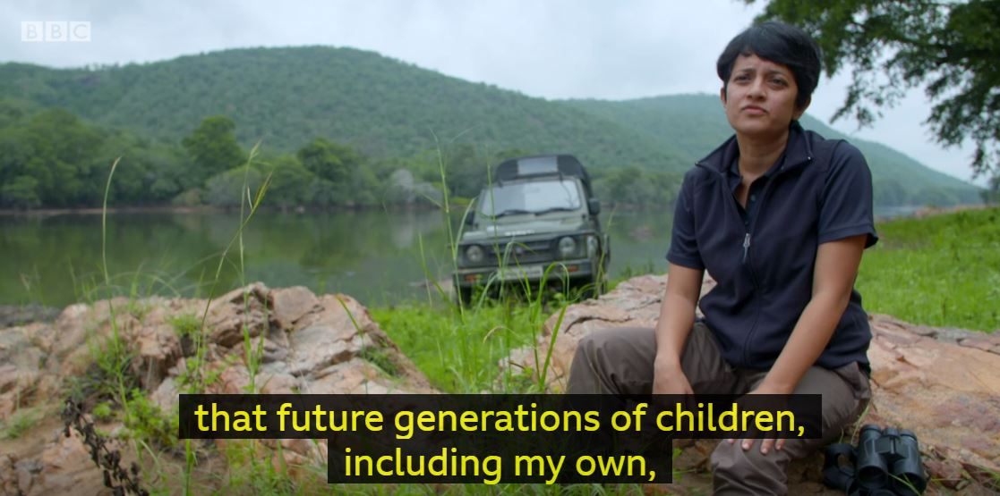 BBC
that future generations of children,
including my own,